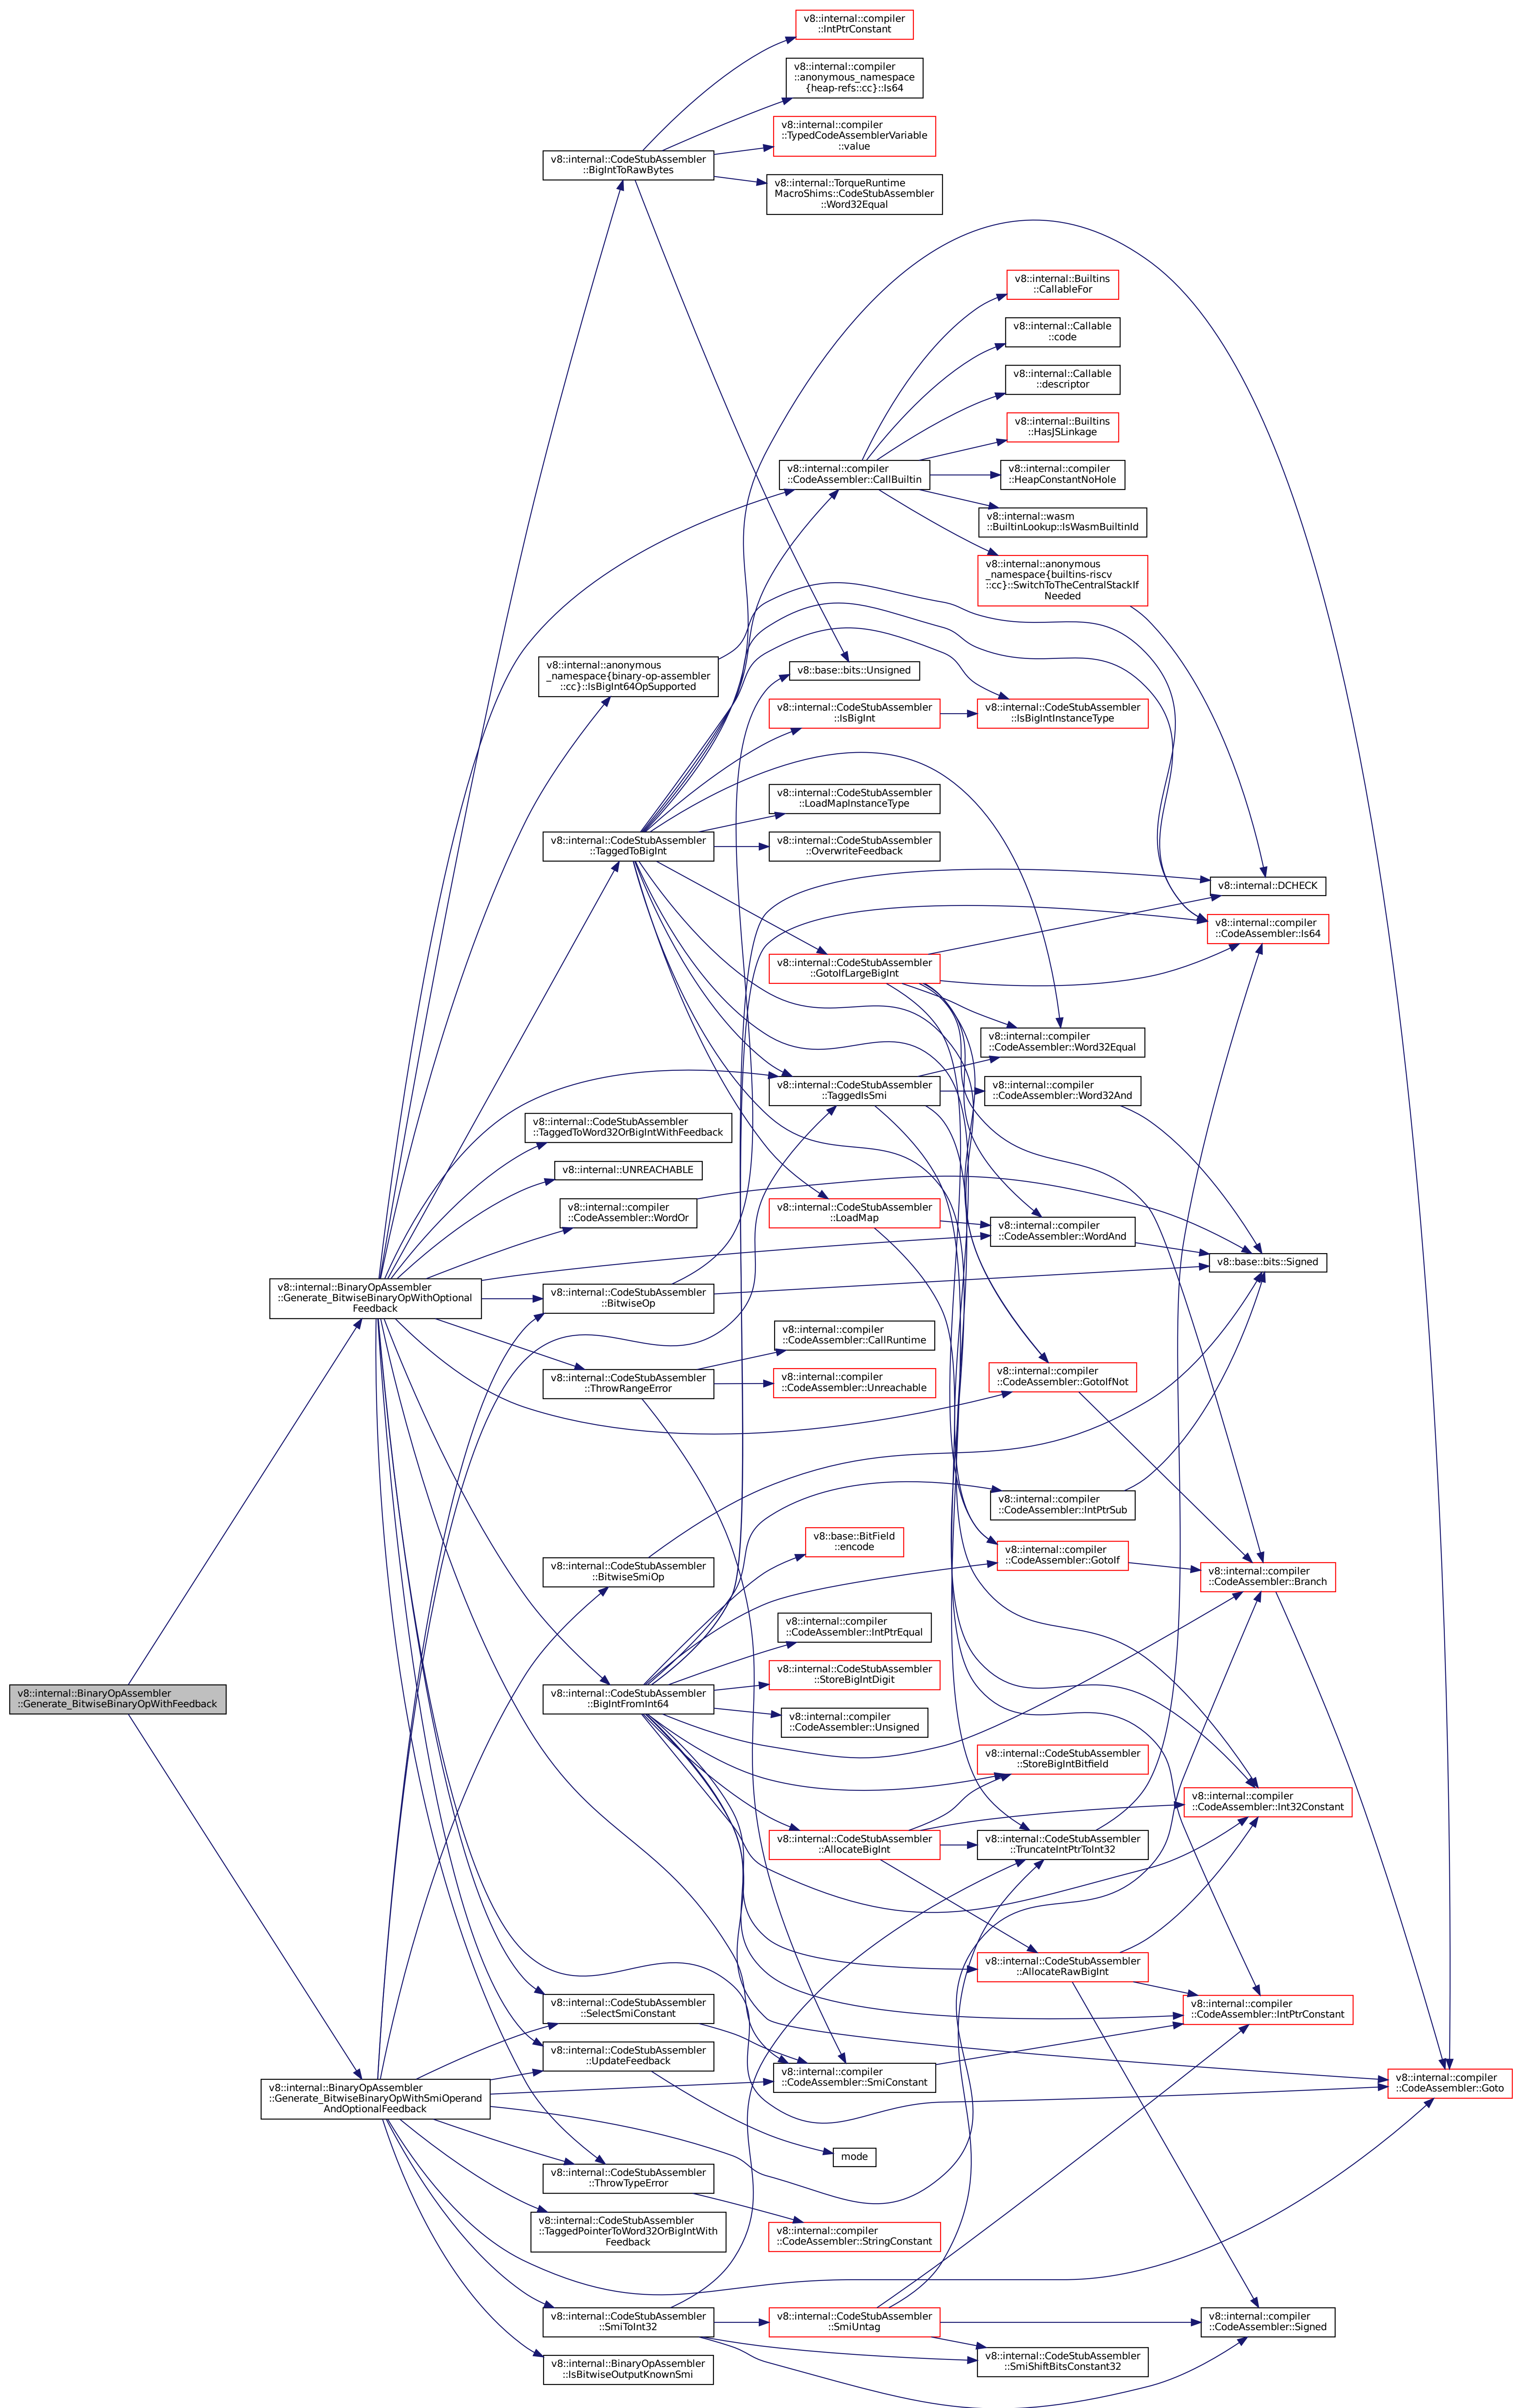 v8::internal::compiler
::IntPtrConstant
v8::internal::compiler
::anonymous_namespace
{heap-refs::cc}::Is64
v8::internal::compiler
::TypedCodeAssemblerVariable
::value
v8::internal::CodeStubAssembler
::BigIntToRawBytes
v8::internal::TorqueRuntime
MacroShims::CodeStubAssembler
::Word32Equal
v8::internal::Builtins
::CallableFor
v8::internal::Callable
::code
v8::internal::Callable
::descriptor
v8::internal::Builtins
::HasJSLinkage
v8::internal::compiler
::CodeAssembler::CallBuiltin
v8::internal::compiler
::HeapConstantNoHole
v8::internal::wasm
::BuiltinLookup::IsWasmBuiltinId
v8::internal::anonymous
_namespace{builtins-riscv
::cc}::SwitchToTheCentralStackIf
Needed
v8::internal::anonymous
_namespace{binary-op-assembler
::cc}::IsBigInt64OpSupported
v8::base::bits::Unsigned
v8::internal::CodeStubAssembler
::IsBigInt
v8::internal::CodeStubAssembler
::IsBigIntInstanceType
v8::internal::CodeStubAssembler
::LoadMapInstanceType
v8::internal::CodeStubAssembler
::TaggedToBigInt
v8::internal::CodeStubAssembler
::OverwriteFeedback
v8::internal::DCHECK
v8::internal::compiler
::CodeAssembler::Is64
v8::internal::CodeStubAssembler
::GotoIfLargeBigInt
v8::internal::compiler
::CodeAssembler::Word32Equal
v8::internal::CodeStubAssembler
::TaggedIsSmi
v8::internal::compiler
::CodeAssembler::Word32And
v8::internal::CodeStubAssembler
::TaggedToWord32OrBigIntWithFeedback
v8::internal::UNREACHABLE
v8::internal::compiler
::CodeAssembler::WordOr
v8::internal::CodeStubAssembler
::LoadMap
v8::internal::compiler
::CodeAssembler::WordAnd
v8::base::bits::Signed
v8::internal::BinaryOpAssembler
::Generate_BitwiseBinaryOpWithOptional
Feedback
v8::internal::CodeStubAssembler
::BitwiseOp
v8::internal::compiler
::CodeAssembler::CallRuntime
v8::internal::CodeStubAssembler
::ThrowRangeError
v8::internal::compiler
::CodeAssembler::Unreachable
v8::internal::compiler
::CodeAssembler::GotoIfNot
v8::internal::compiler
::CodeAssembler::IntPtrSub
v8::base::BitField
::encode
v8::internal::compiler
::CodeAssembler::GotoIf
v8::internal::CodeStubAssembler
::BitwiseSmiOp
v8::internal::compiler
::CodeAssembler::Branch
v8::internal::compiler
::CodeAssembler::IntPtrEqual
v8::internal::CodeStubAssembler
::StoreBigIntDigit
v8::internal::BinaryOpAssembler
::Generate_BitwiseBinaryOpWithFeedback
v8::internal::CodeStubAssembler
::BigIntFromInt64
v8::internal::compiler
::CodeAssembler::Unsigned
v8::internal::CodeStubAssembler
::StoreBigIntBitfield
v8::internal::compiler
::CodeAssembler::Int32Constant
v8::internal::CodeStubAssembler
::AllocateBigInt
v8::internal::CodeStubAssembler
::TruncateIntPtrToInt32
v8::internal::CodeStubAssembler
::AllocateRawBigInt
v8::internal::CodeStubAssembler
::SelectSmiConstant
v8::internal::compiler
::CodeAssembler::IntPtrConstant
v8::internal::CodeStubAssembler
::UpdateFeedback
v8::internal::compiler
::CodeAssembler::SmiConstant
v8::internal::compiler
::CodeAssembler::Goto
v8::internal::BinaryOpAssembler
::Generate_BitwiseBinaryOpWithSmiOperand
AndOptionalFeedback
mode
v8::internal::CodeStubAssembler
::ThrowTypeError
v8::internal::CodeStubAssembler
::TaggedPointerToWord32OrBigIntWith
Feedback
v8::internal::compiler
::CodeAssembler::StringConstant
v8::internal::CodeStubAssembler
::SmiToInt32
v8::internal::CodeStubAssembler
::SmiUntag
v8::internal::compiler
::CodeAssembler::Signed
v8::internal::CodeStubAssembler
::SmiShiftBitsConstant32
v8::internal::BinaryOpAssembler
::IsBitwiseOutputKnownSmi